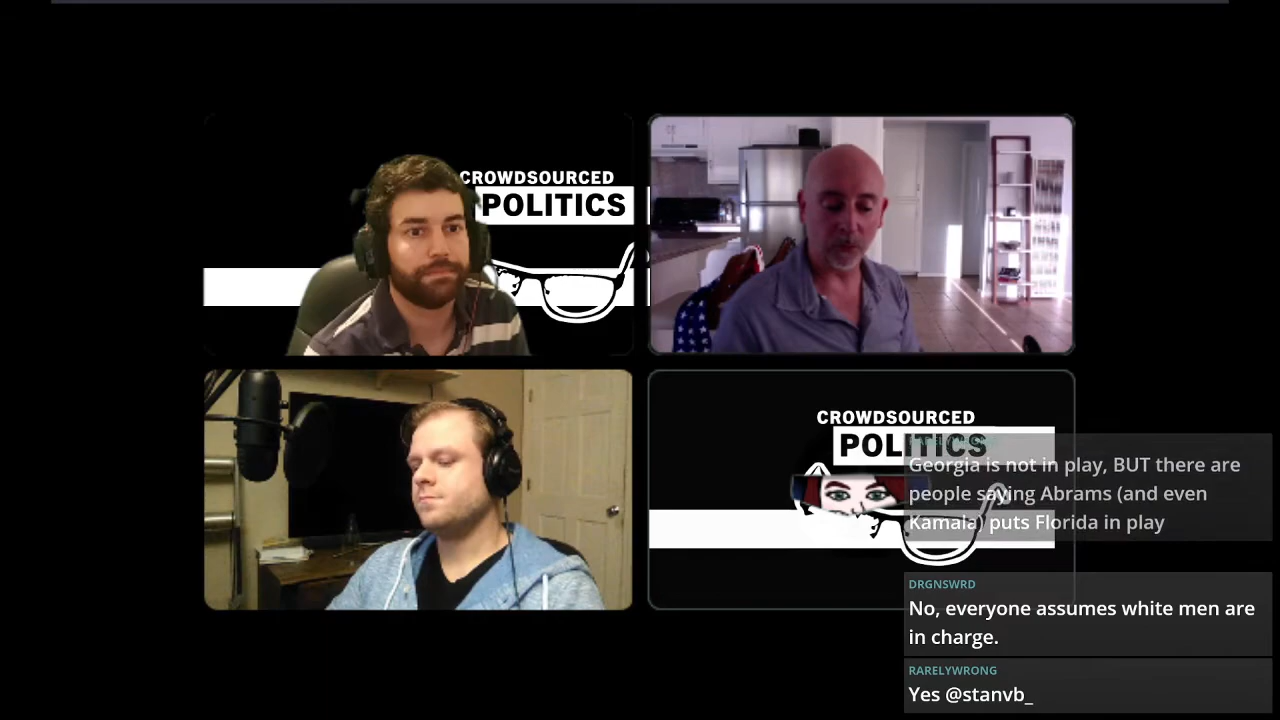 CROWDSOURCED
POLITICS
CROWDSOURCED
POLITICS
Georgia is not in play, BUT there are
people saying Abrams (and even
Kamala) puts Florida in play
DRGNSWRD
No, everyone assumes white men are
in charge.
RARELYWRONG
Yes @stanvb_